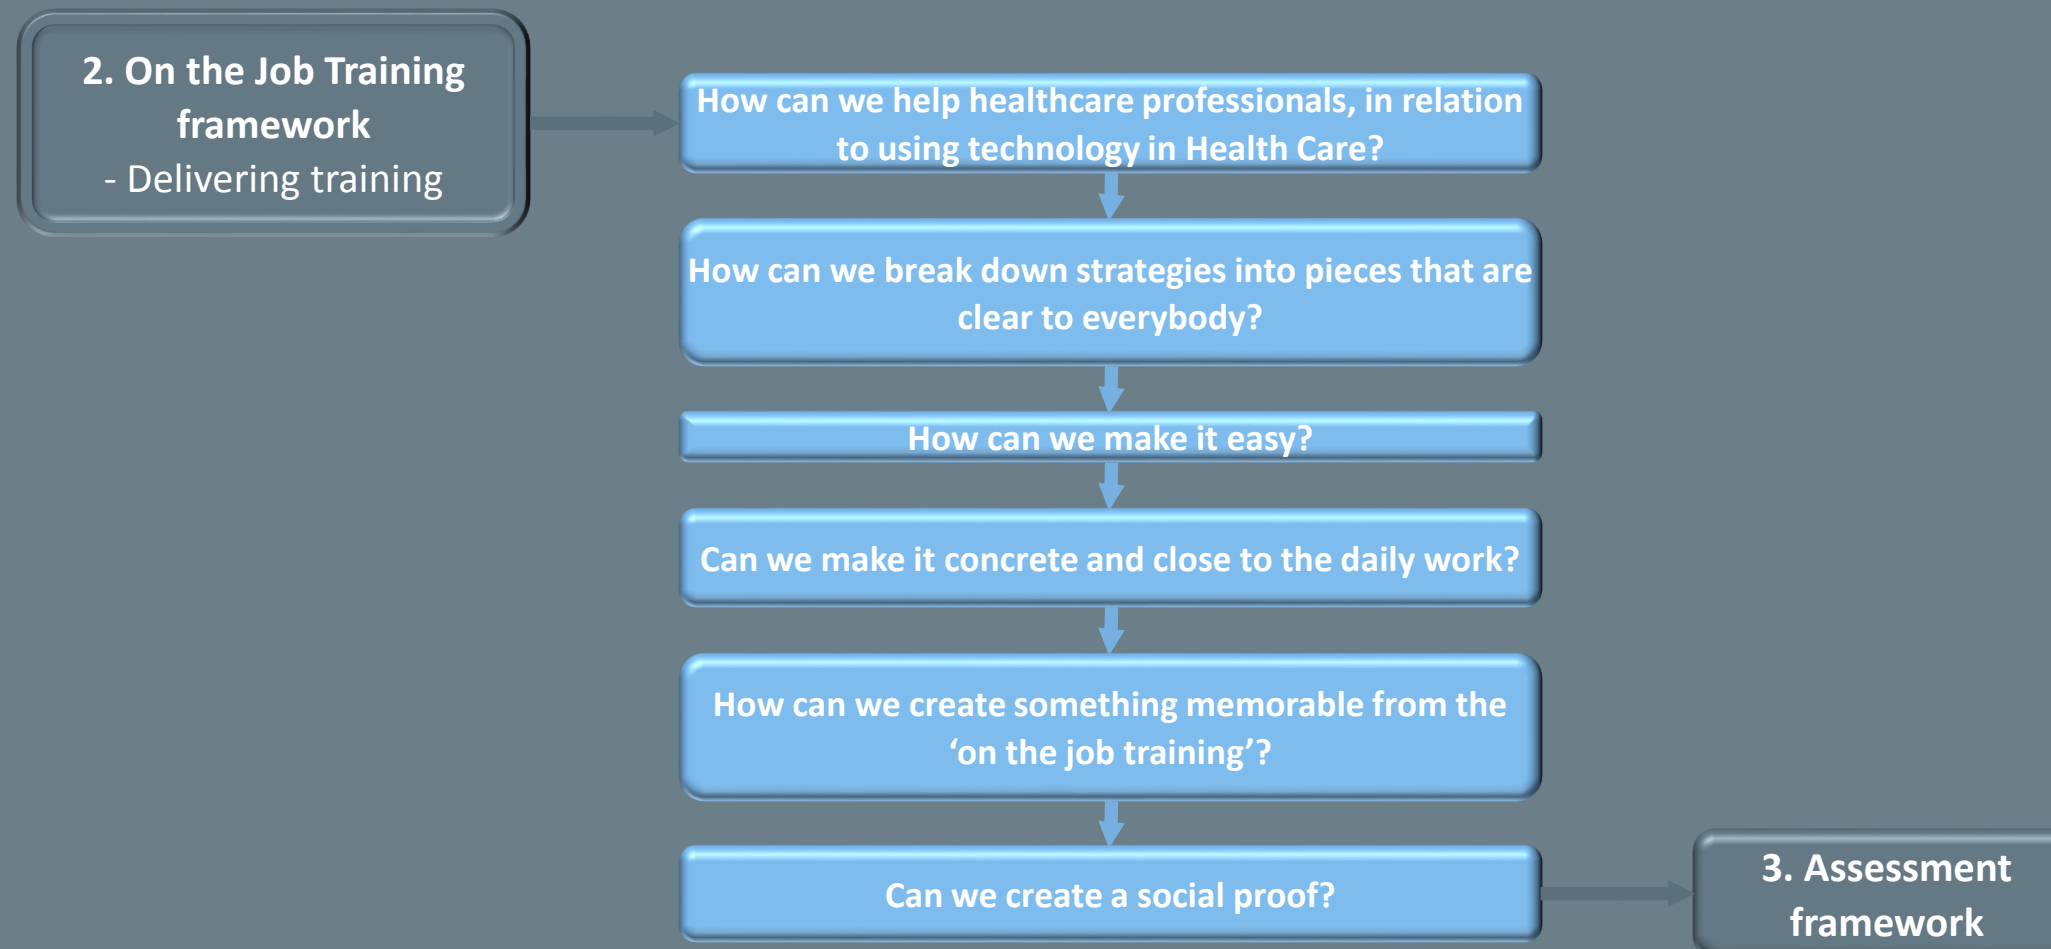 2. On the Job Training
framework
- Delivering training
How can we help healthcare professionals, in relation
to using technology in Health Care?
How can we break down strategies into pieces that are
clear to everybody?
How can we make it easy?
Can we make it concrete and close to the daily work?
How can we create something memorable from the
‘on the job training’?
Can we create a social proof?
3. Assessment
framework